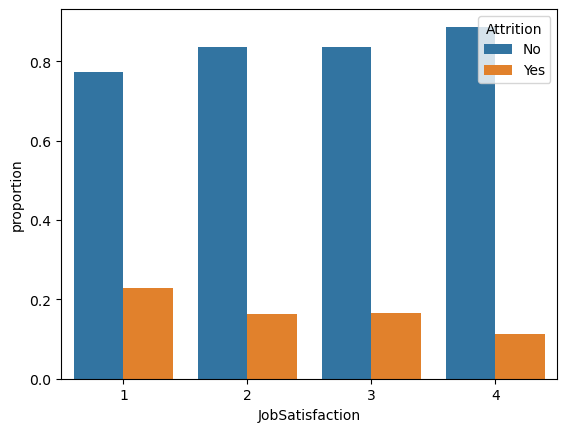 Attrition
No
Yes
proportion
0.8
0.6
0.4
0.2
0.0
1 2 3 4
JobSatisfaction